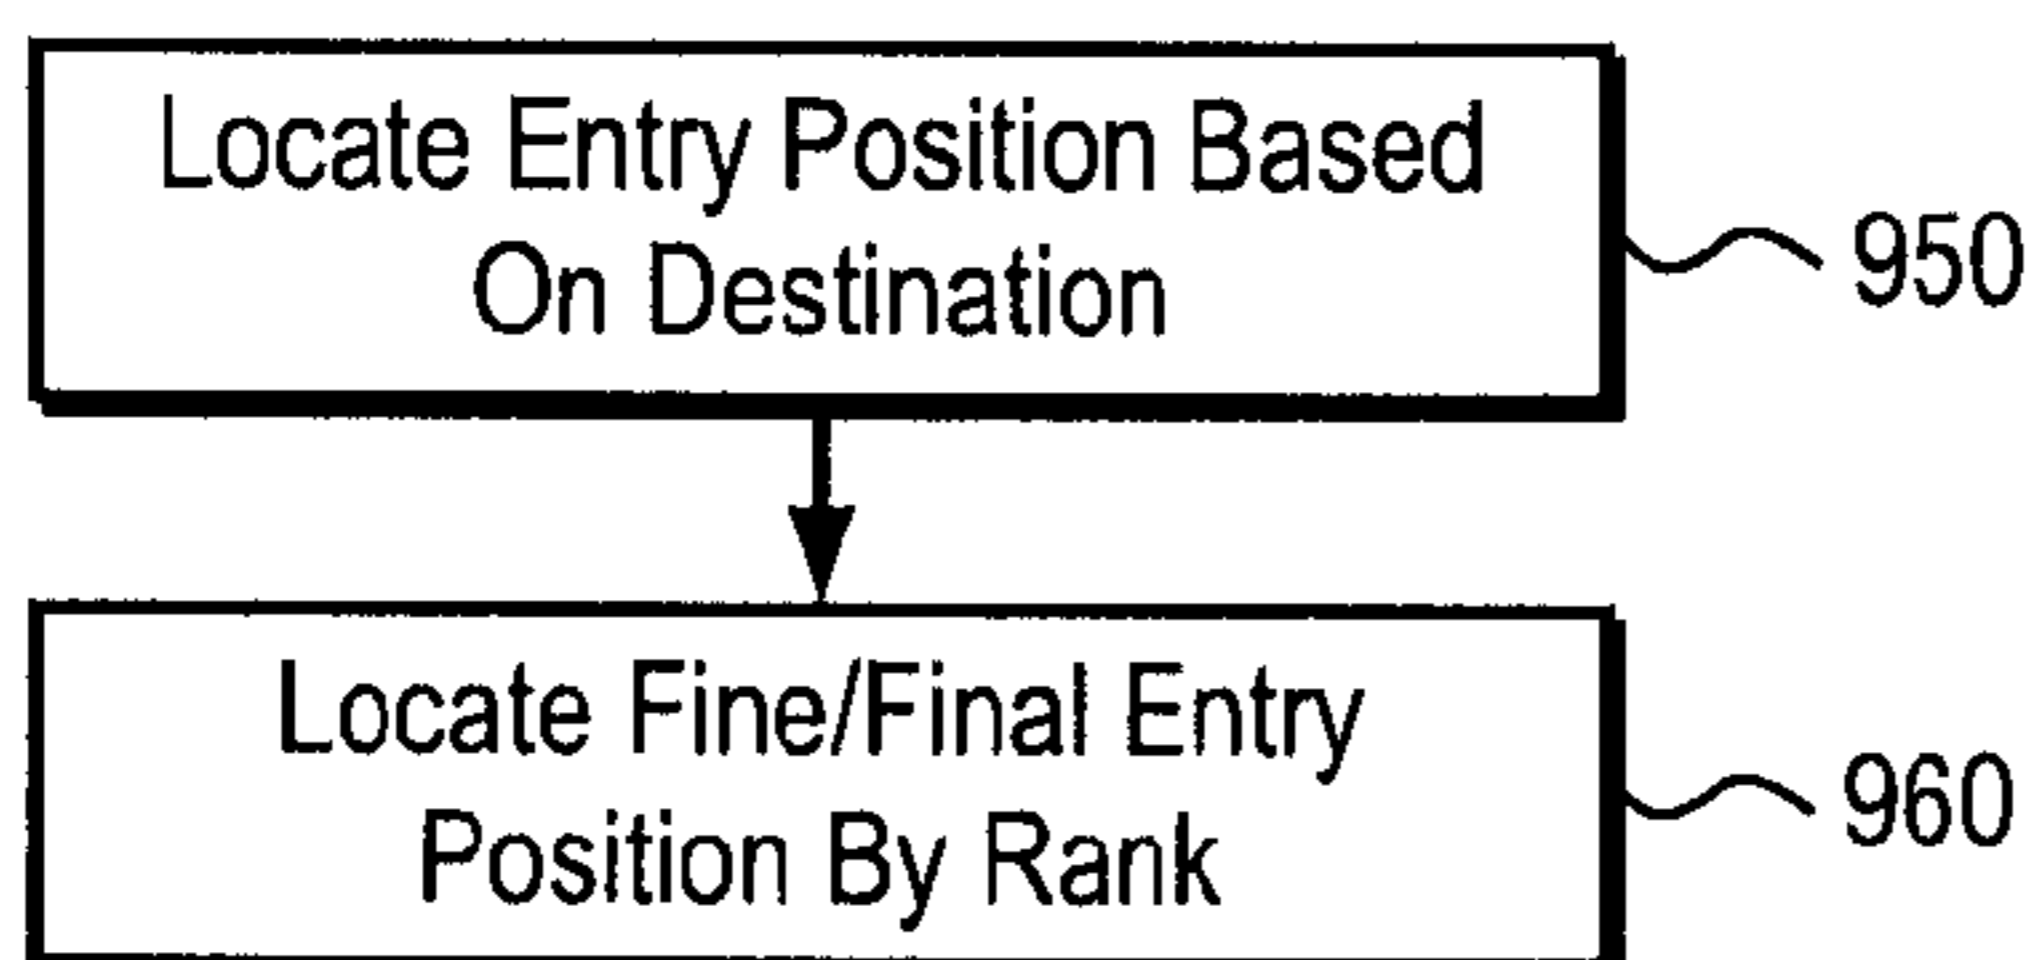 Locate Entry Position Based
On Destination
950
Locate Fine/Final Entry
Position By Rank
960